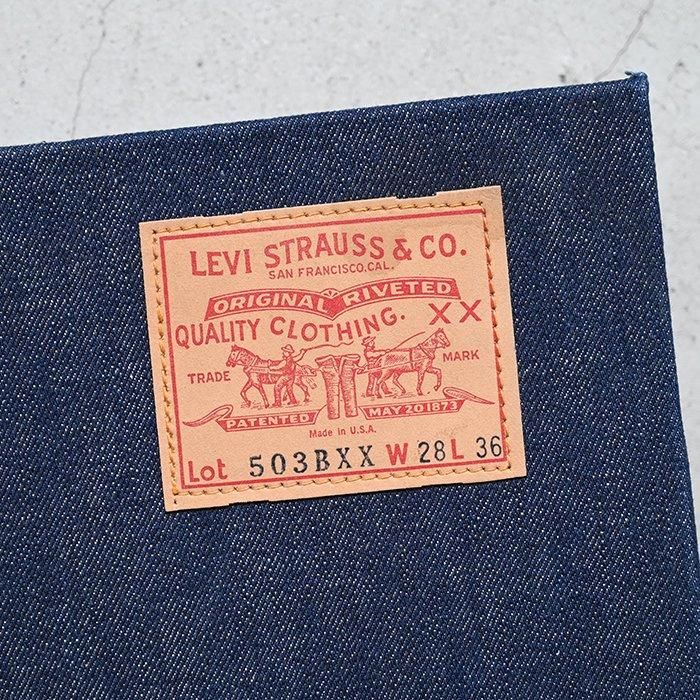 LEVI STRAUSS & CO.
SAN FRANCISCO, CAL.
ORIGINAL RIVETED
QUALITY CLOTHING. XX
TRADE MARK
PATENTED MAY 20 1873
Made in U.S.A.
Lot 503BXX W 28 L 36